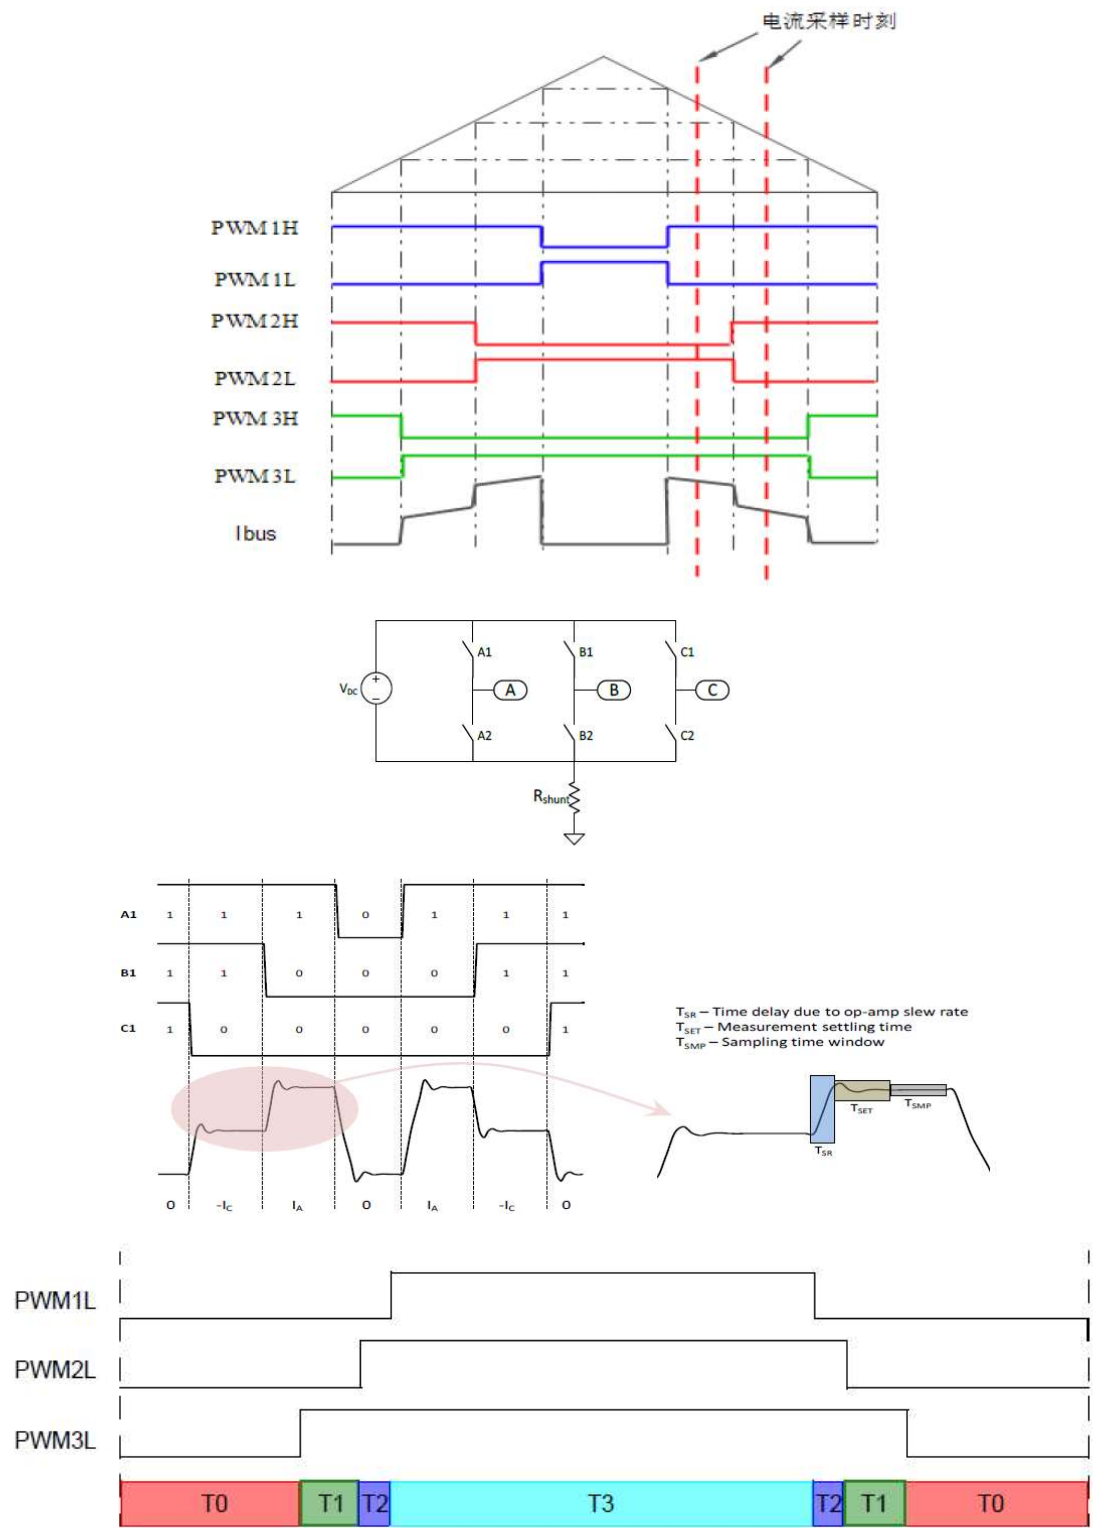 电流采样时刻
PWM1H
PWM1L
PWM2H
PWM2L
PWM3H
PWM3L
Ibus
A1
B1
C1
VDC
+
−
A
B
C
A2
B2
C2
Rshunt
A1 1 1 1 0 1 1 1
B1 1 1 0 0 0 1 1
C1 1 0 0 0 0 0 1
TSR – Time delay due to op-amp slew rate
TSET – Measurement settling time
TSMP – Sampling time window
TSET
TSMP
TSR
0 -IC IA 0 IA -IC 0
PWM1L
PWM2L
PWM3L
T0 T1 T2 T3 T2 T1 T0